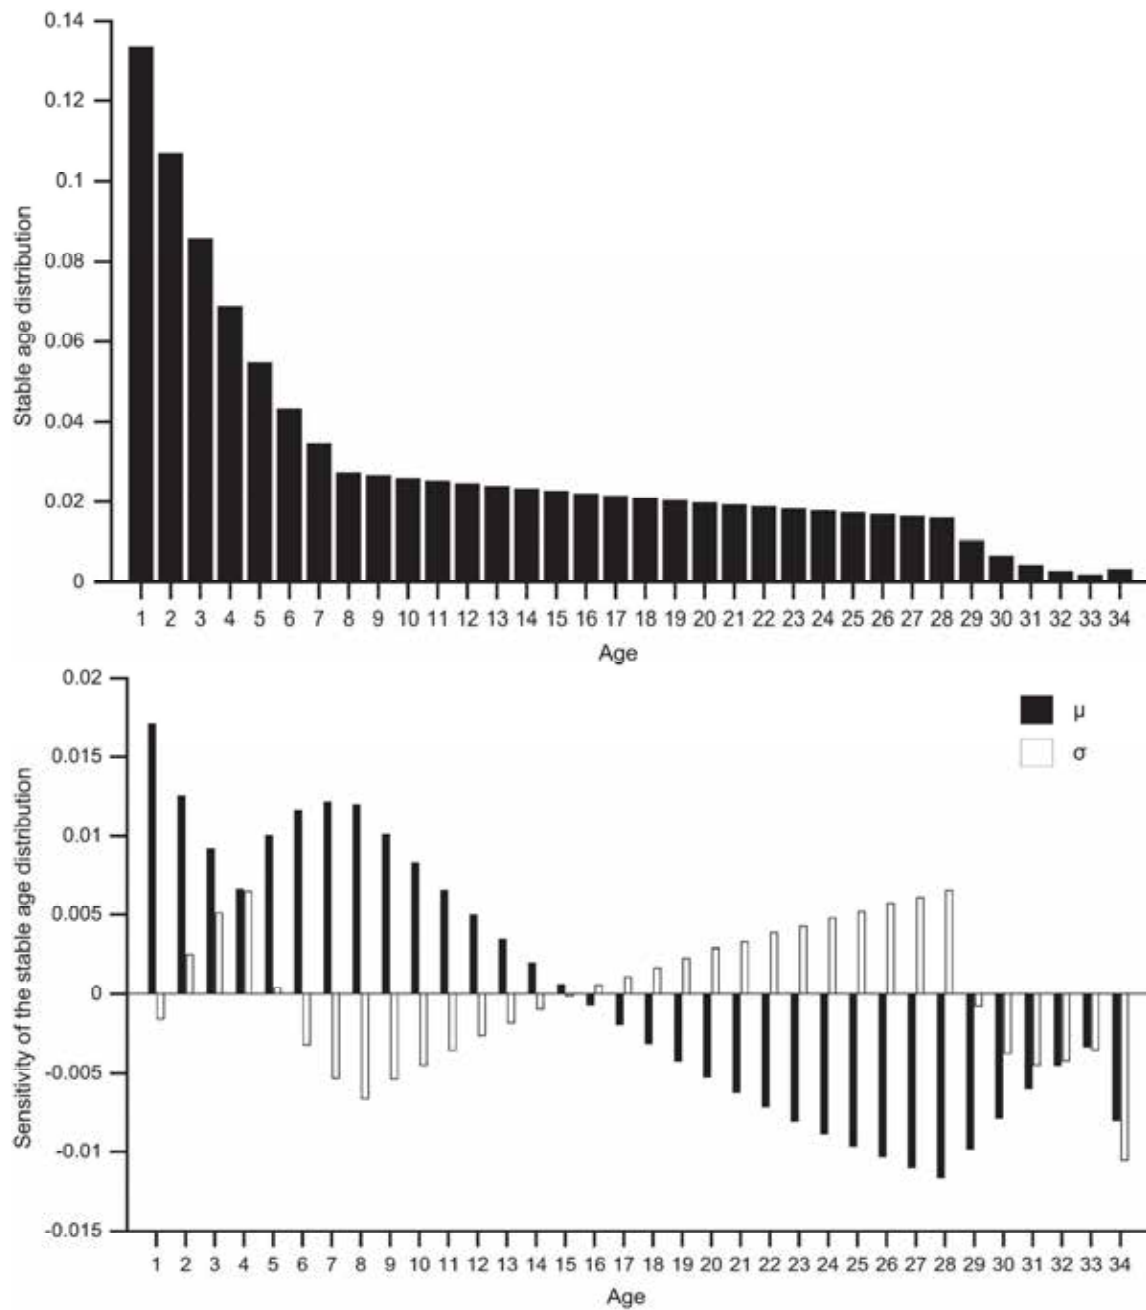 Stable age distribution
0.14
0.12
0.1
0.08
0.06
0.04
0.02
0
1 2 3 4 5 6 7 8 9 10 11 12 13 14 15 16 17 18 19 20 21 22 23 24 25 26 27 28 29 30 31 32 33 34
Age
Sensitivity of the stable age distribution
0.02
0.015
0.01
0.005
0
-0.005
-0.01
-0.015
μ
σ
1 2 3 4 5 6 7 8 9 10 11 12 13 14 15 16 17 18 19 20 21 22 23 24 25 26 27 28 29 30 31 32 33 34
Age